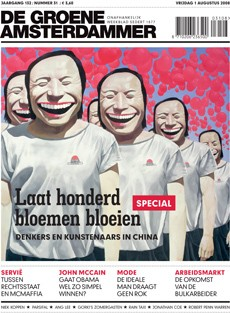 JAARGANG 132 / NUMMER 31 / € 3,60
VRIJDAG 1 AUGUSTUS 2008
DE GROENE
AMSTERDAMMER
ONAFHANKELIJK
WEEKBLAD SEDERT 1877
Laat honderd
bloemen bloeien
SPECIAL
DENKERS EN KUNSTENAARS IN CHINA
SERVIË
TUSSEN
RECHTSSTAAT
EN MCMAFFIA
JOHN MCCAIN
GAAT OBAMA
WEL ZO SIMPEL
WINNEN?
MODE
DE IDEALE
MAN DRAAGT
GEEN ROK
ARBEIDSMARKT
DE OPKOMST
VAN DE
BULKARBEIDER
NIEK KOPPEN | PARSIFAL | ANG LEE | GORKI'S ZOMERGASTEN | BAN TAXI | JONATHAN COE | ROBERT PENN WARREN